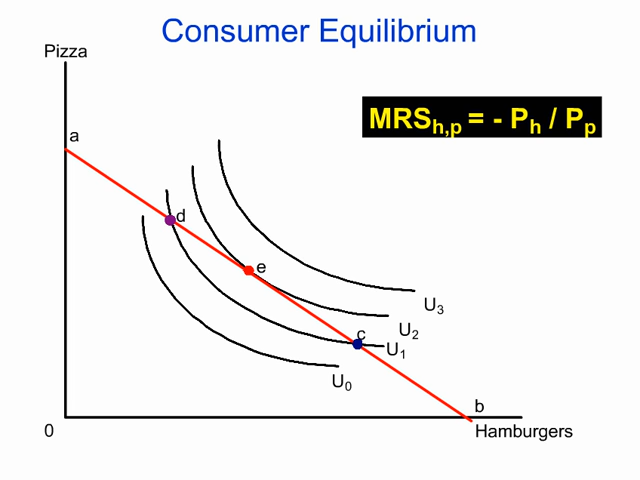 Consumer Equilibrium
Pizza
MRSh,p = - Ph / Pp
a
d
e
U3
c
U2
U1
U0
b
0
Hamburgers